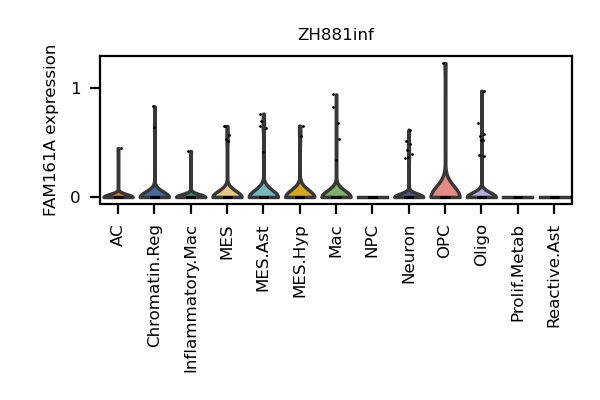 ZH881inf
FAM161A expression
1
0
AC
Chromatin.Reg
Inflammatory.Mac
MES
MES.Ast
MES.Hyp
Mac
NPC
Neuron
OPC
Oligo
Prolif.Metab
Reactive.Ast